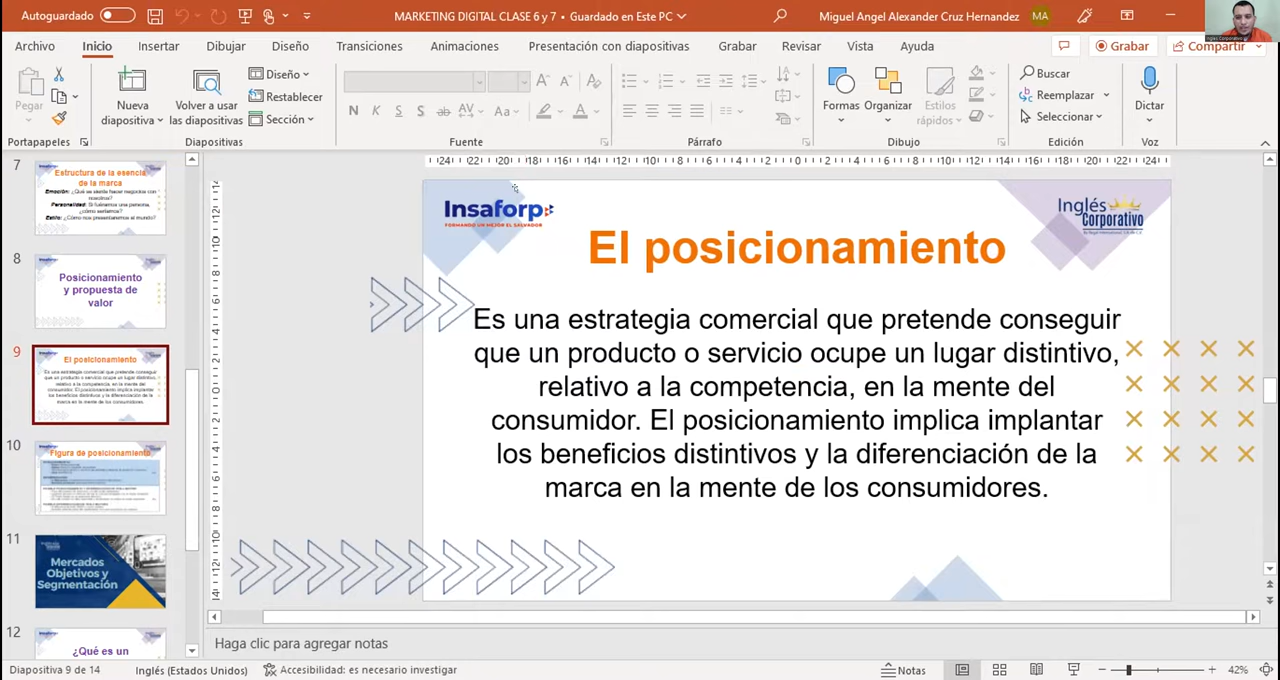 Autoguardado
MARKETING DIGITAL CLASE 6 y 7 • Guardado en Este PC
Miguel Angel Alexander Cruz Hernandez
MA
Archivo
Inicio
Insertar
Dibujar
Diseño
Transiciones
Animaciones
Presentación con diapositivas
Grabar
Revisar
Vista
Ayuda
Grabar
Compartir
Pegar
Portapapeles
Nueva diapositiva
Volver a usar las diapositivas
Diseño
Restablecer
Sección
Diapositivas
N K S S ab AV Aa A
Fuente
Párrafo
Formas
Organizar
Estilos rápidos
Dibujo
Buscar
Reemplazar
Seleccionar
Edición
Dictar
Voz
7
Insaforp
Estructura de la esencia
de la marca
Emoción: ¿Qué se siente hacer negocios con
nosotros?
Personalidad: Si fuéramos una persona,
¿cómo seríamos?
Estilo: ¿Cómo nos presentaremos al mundo?
8
Posicionamiento
y propuesta de
valor
9
El posicionamiento
Es una estrategia comercial que pretende conseguir
que un producto o servicio ocupe un lugar distintivo,
relativo a la competencia, en la mente del
consumidor. El posicionamiento implica implantar
los beneficios distintivos y la diferenciación de la
marca en la mente de los consumidores.
10
Figura de posicionamiento
11
Mercados
Objetivos y
Segmentación
12
¿Qué es un
Insaforp
FORMANDO UN MEJOR EL SALVADOR
Inglés
Corporativo
El posicionamiento
Es una estrategia comercial que pretende conseguir
que un producto o servicio ocupe un lugar distintivo,
relativo a la competencia, en la mente del
consumidor. El posicionamiento implica implantar
los beneficios distintivos y la diferenciación de la
marca en la mente de los consumidores.
Haga clic para agregar notas
Diapositiva 9 de 14
Inglés (Estados Unidos)
Accesibilidad: es necesario investigar
Notas
42%